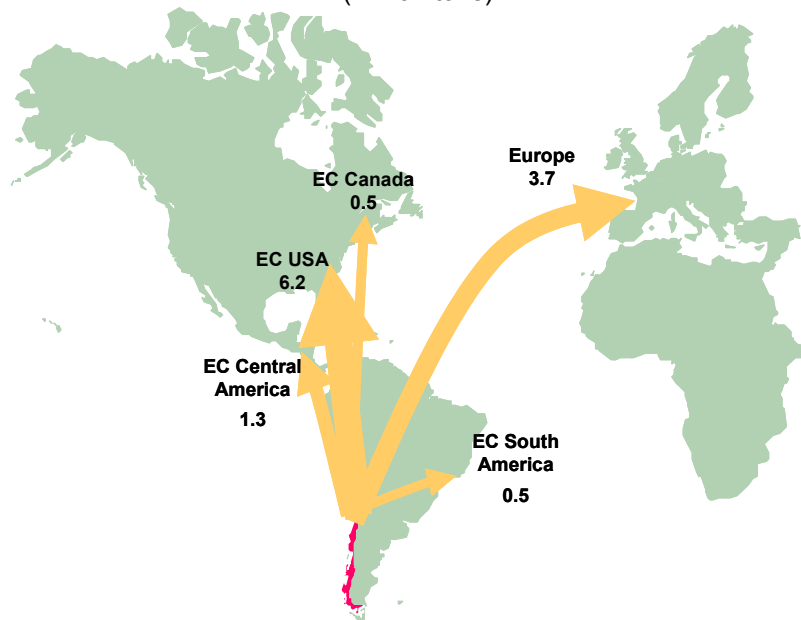 Europe
3.7
EC Canada
0.5
EC USA
6.2
EC Central
America
1.3
EC South
America
0.5